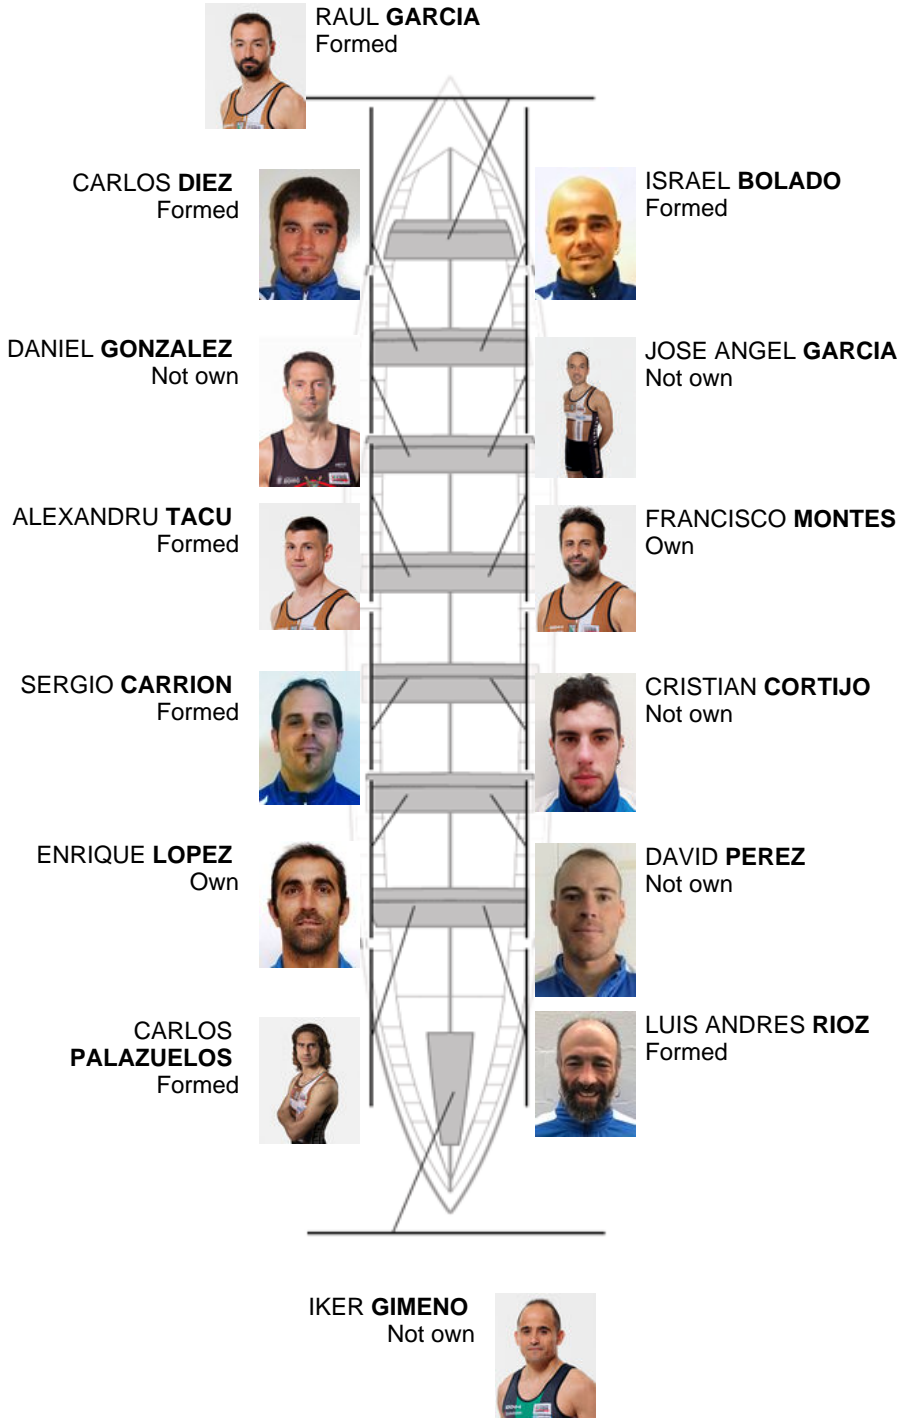 RAUL GARCIA
Formed
CARLOS DIEZ
Formed
ISRAEL BOLADO
Formed
DANIEL GONZALEZ
Not own
JOSE ANGEL GARCIA
Not own
ALEXANDRU TACU
Formed
FRANCISCO MONTES
Own
SERGIO CARRION
Formed
CRISTIAN CORTIJO
Not own
ENRIQUE LOPEZ
Own
DAVID PEREZ
Not own
CARLOS
PALAZUELOS
Formed
LUIS ANDRES RIOZ
Formed
IKER GIMENO
Not own